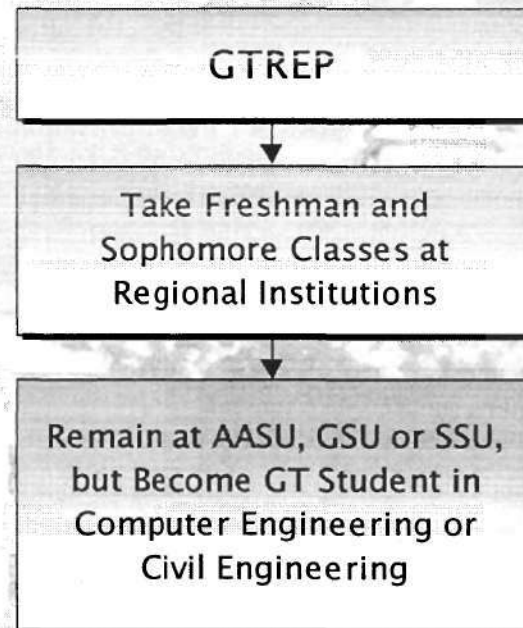 GTREP
Take Freshman and
Sophomore Classes at
Regional Institutions
Remain at AASU, GSU or SSU,
but Become GT Student in
Computer Engineering or
Civil Engineering